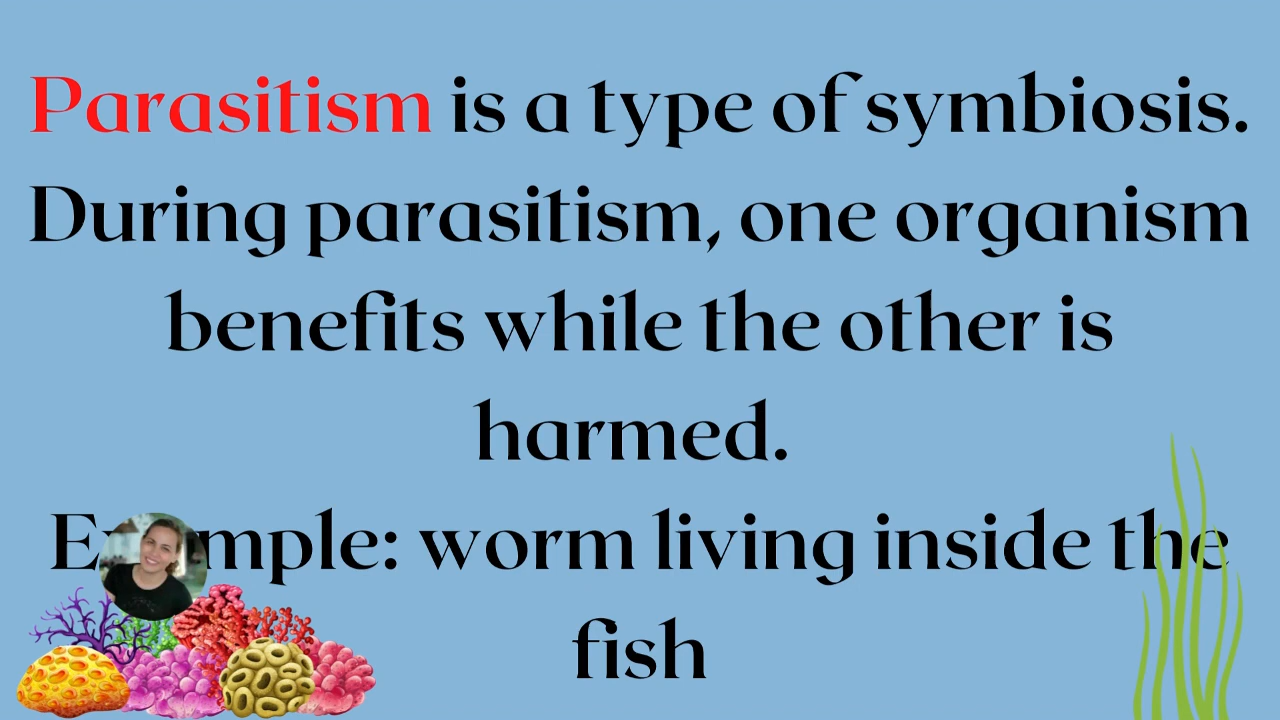 Parasitism is a type of symbiosis.
During parasitism, one organism
benefits while the other is
harmed.
Example: worm living inside the
fish